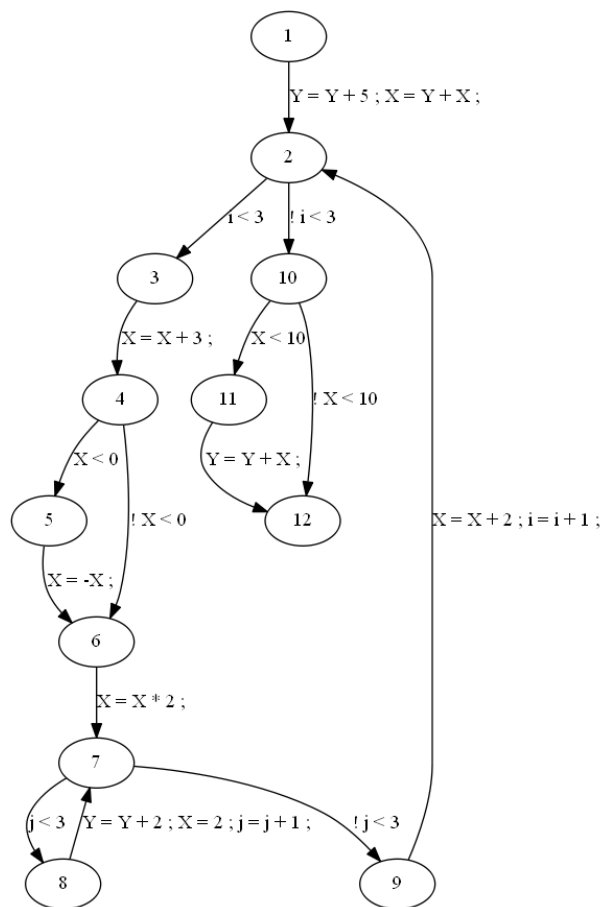 1
Y = Y + 5 ; X = Y + X ;
2
i < 3
! i < 3
3
10
X = X + 3 ;
X < 10
4
11
! X < 10
X < 0
Y = Y + X ;
5
! X < 0
12
X = X + 2 ; i = i + 1 ;
X = -X ;
6
X = X * 2 ;
7
j < 3
Y = Y + 2 ; X = 2 ; j = j + 1 ;
! j < 3
8
9